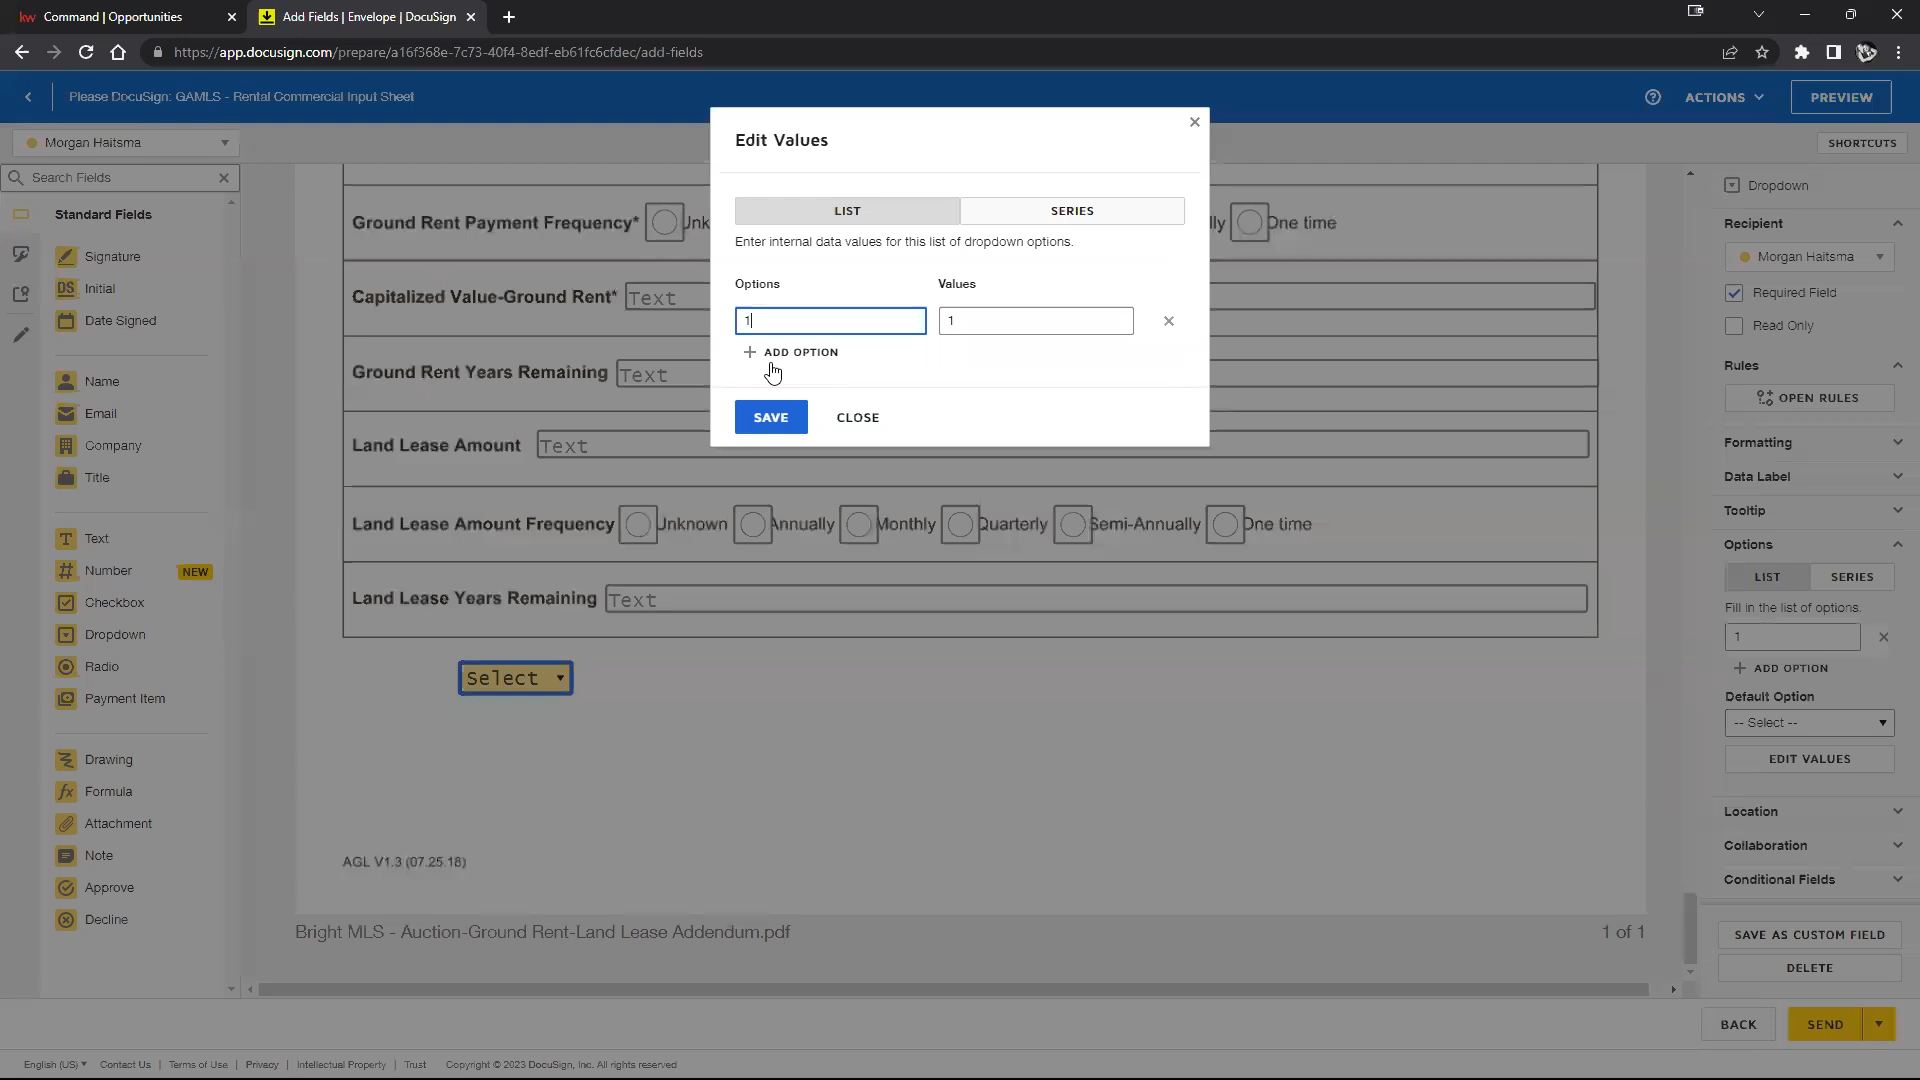 kw Command | Opportunities
Add Fields | Envelope | DocuSign
https://app.docusign.com/prepare/a16f368e-7c73-40f4-8edf-eb61fc6cfdec/add-fields
Please DocuSign: GAMLS - Rental Commercial Input Sheet
ACTIONS
PREVIEW
Morgan Haitsma
SHORTCUTS
Search Fields
Standard Fields
Signature
DS Initial
Date Signed
Name
Email
Company
Title
Text
Number NEW
Checkbox
Dropdown
Radio
Payment Item
Drawing
fx Formula
Attachment
Note
Approve
Decline
Ground Rent Payment Frequency* One time
Capitalized Value-Ground Rent* Text
Ground Rent Years Remaining Text
Land Lease Amount Text
Land Lease Amount Frequency Unknown Annually Monthly Quarterly Semi-Annually One time
Land Lease Years Remaining Text
Select
AGL V1.3 (07.25.18)
Bright MLS - Auction-Ground Rent-Land Lease Addendum.pdf
1 of 1
Edit Values
LIST SERIES
Enter internal data values for this list of dropdown options.
Options Values
1 1
ADD OPTION
SAVE CLOSE
Dropdown
Recipient
Morgan Haitsma
Required Field
Read Only
Rules
OPEN RULES
Formatting
Data Label
Tooltip
Options
LIST SERIES
Fill in the list of options.
1
ADD OPTION
Default Option
-- Select --
EDIT VALUES
Location
Collaboration
Conditional Fields
SAVE AS CUSTOM FIELD
DELETE
BACK
SEND
English (US) Contact Us | Terms of Use | Privacy | Intellectual Property | Trust Copyright © 2023 DocuSign, Inc. All rights reserved